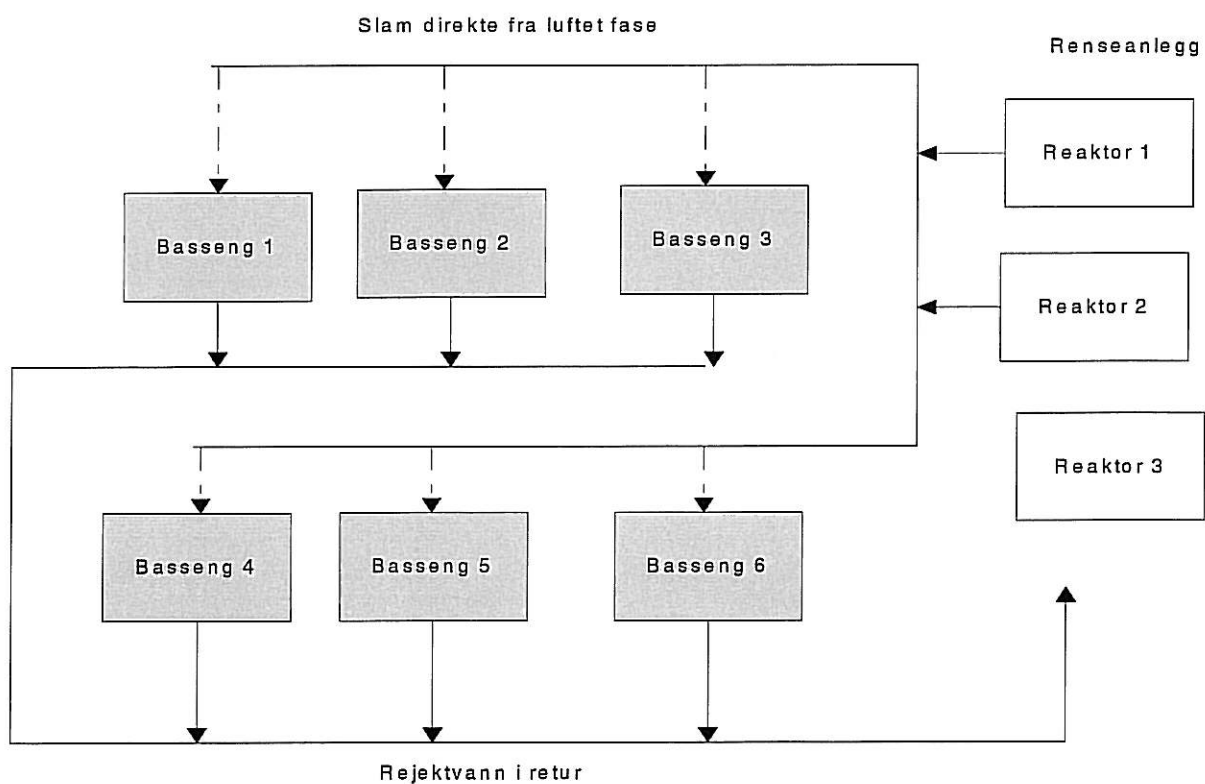 Slam direkte fra luftet fase
Renseanlegg
Reaktor 1
Basseng 1
Basseng 2
Basseng 3
Reaktor 2
Reaktor 3
Basseng 4
Basseng 5
Basseng 6
Rejektvann i retur